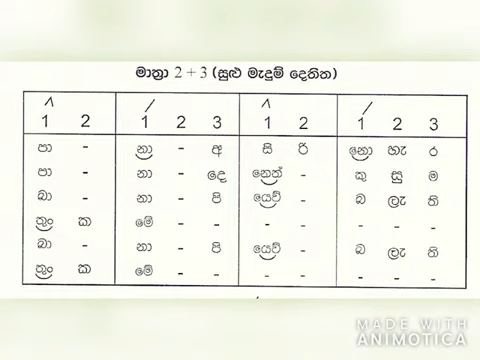 මාත්‍රා 2 + 3 (සුළු මැදුම් දෙතිත)
1 2 1 2 3 1 2 1 2 3
පා - නා - අ සි රි නො හැ ර
පා - නා - දෙ නෙත් - කු සු ම
බා - නා - පි යෙව් - බ ලැ ති
තුං ක මේ - - - - - - -
බා - නා - පි යෙව් - බ ලැ ති
තුං ක මේ - - - - - - -
MADE WITH
ANIMOTICA